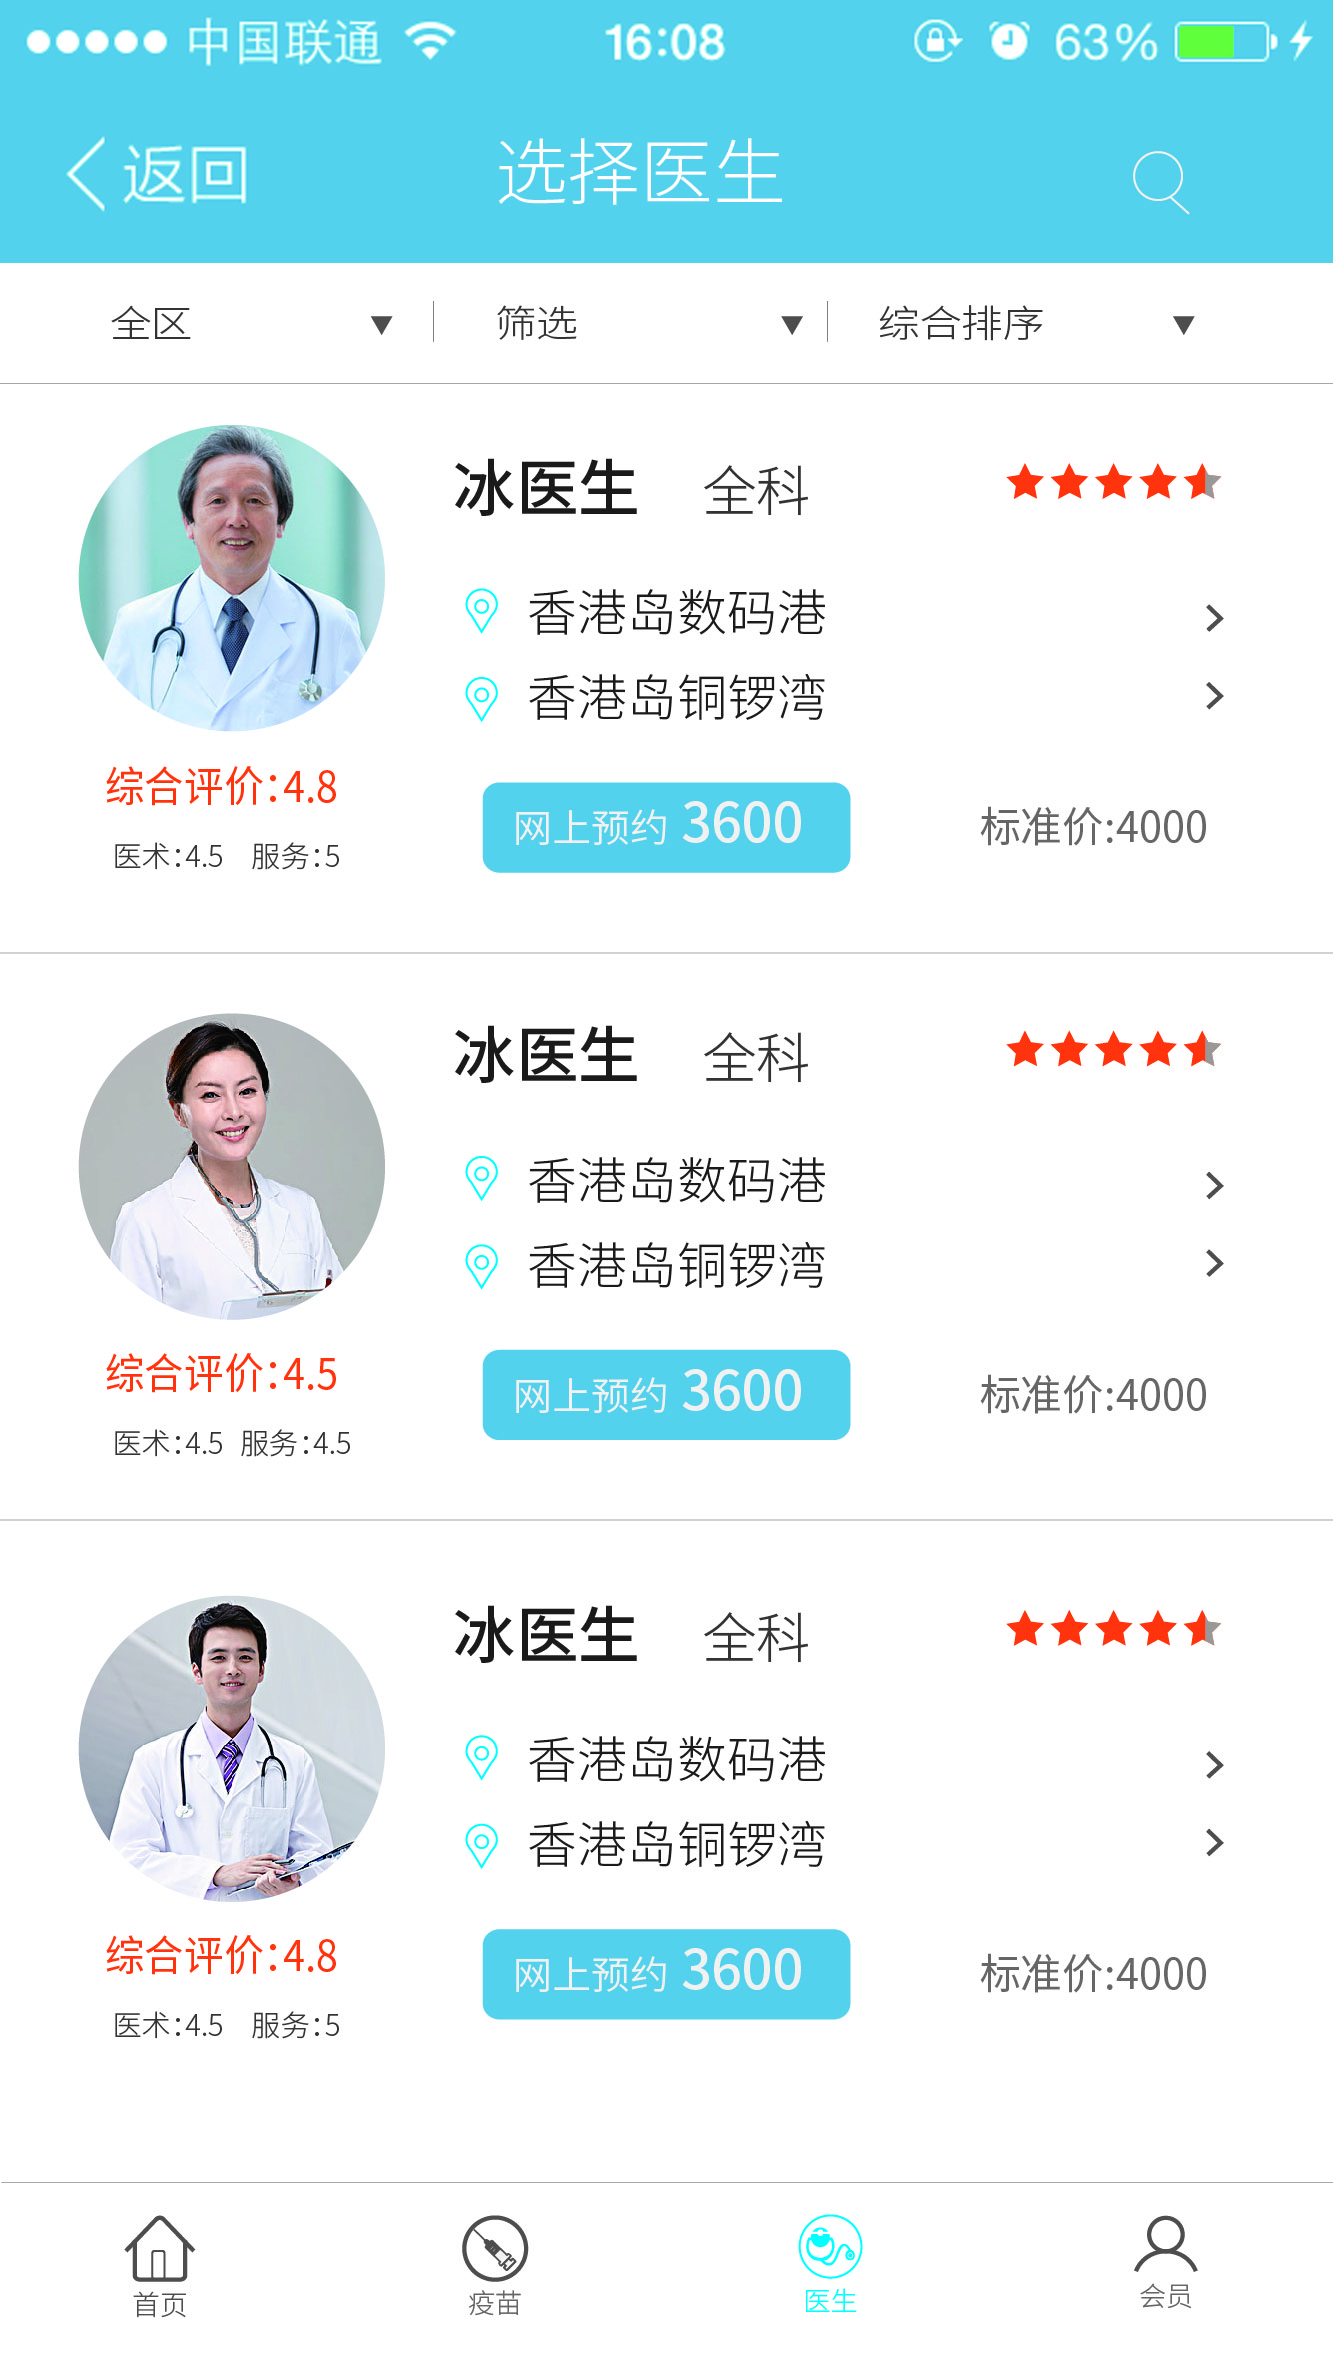 中国联通 16:08 63%
返回 选择医生
全区 筛选 综合排序
冰医生 全科
香港岛数码港
香港岛铜锣湾
综合评价:4.8
医术:4.5 服务:5
网上预约 3600 标准价:4000
冰医生 全科
香港岛数码港
香港岛铜锣湾
综合评价:4.5
医术:4.5 服务:4.5
网上预约 3600 标准价:4000
冰医生 全科
香港岛数码港
香港岛铜锣湾
综合评价:4.8
医术:4.5 服务:5
网上预约 3600 标准价:4000
首页 疫苗 医生 会员